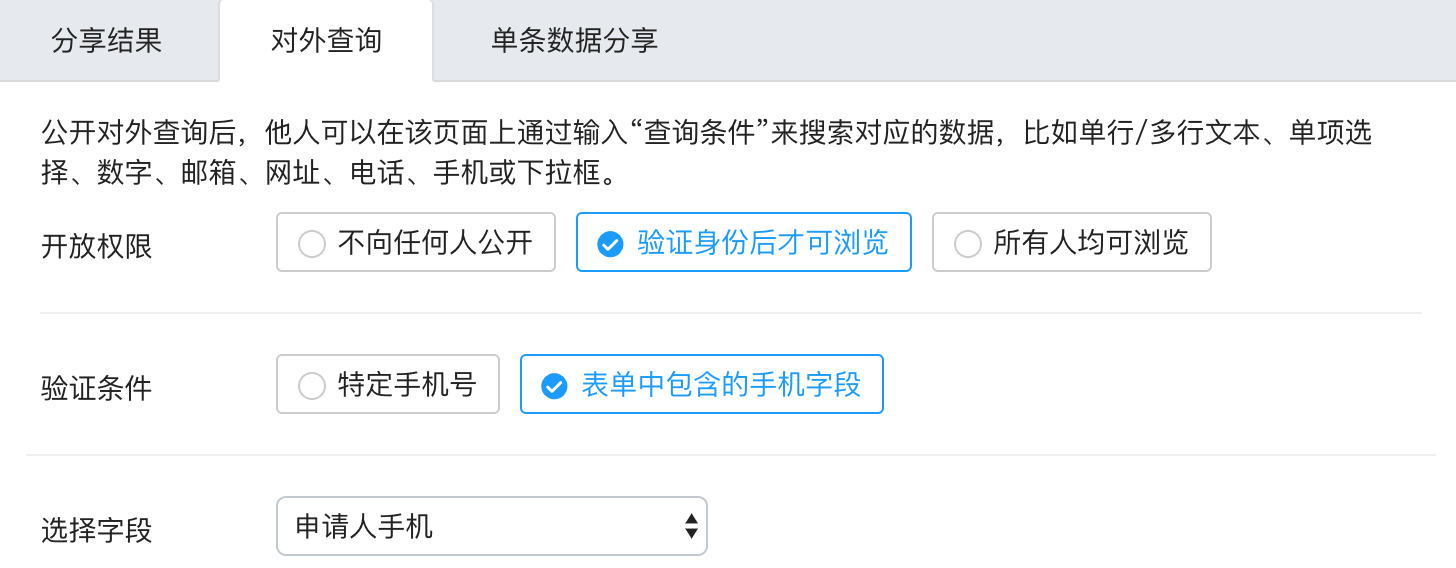 分享结果 对外查询 单条数据分享
公开对外查询后，他人可以在该页面上通过输入“查询条件”来搜索对应的数据，比如单行/多行文本、单项选
择、数字、邮箱、网址、电话、手机或下拉框。
开放权限 不向任何人公开 验证身份后才可浏览 所有人均可浏览
验证条件 特定手机号 表单中包含的手机字段
选择字段 申请人手机